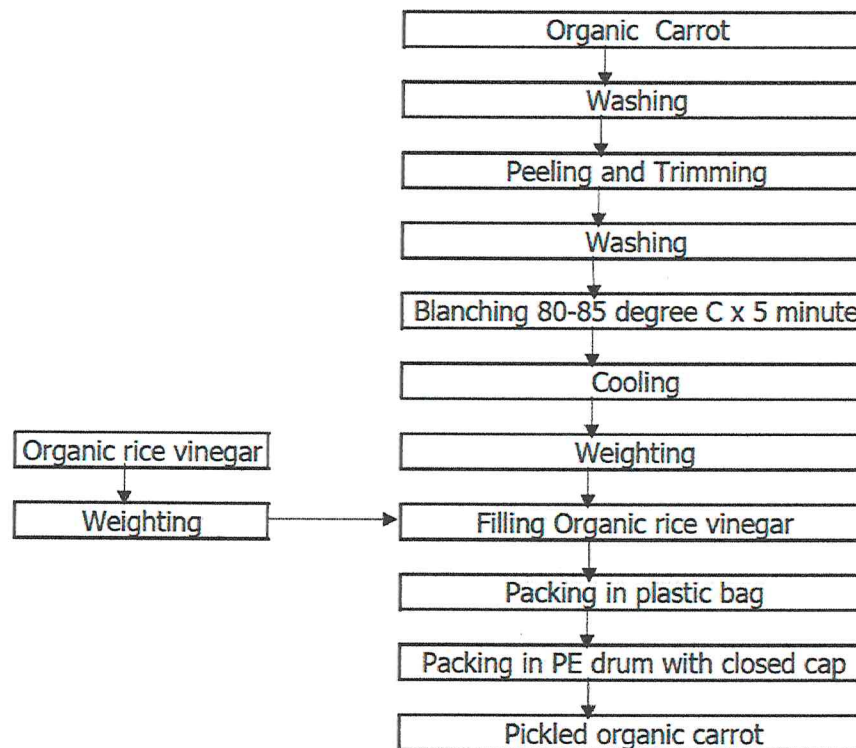 Organic Carrot
Washing
Peeling and Trimming
Washing
Blanching 80-85 degree C x 5 minute
Cooling
Organic rice vinegar
Weighting
Weighting
Filling Organic rice vinegar
Packing in plastic bag
Packing in PE drum with closed cap
Pickled organic carrot